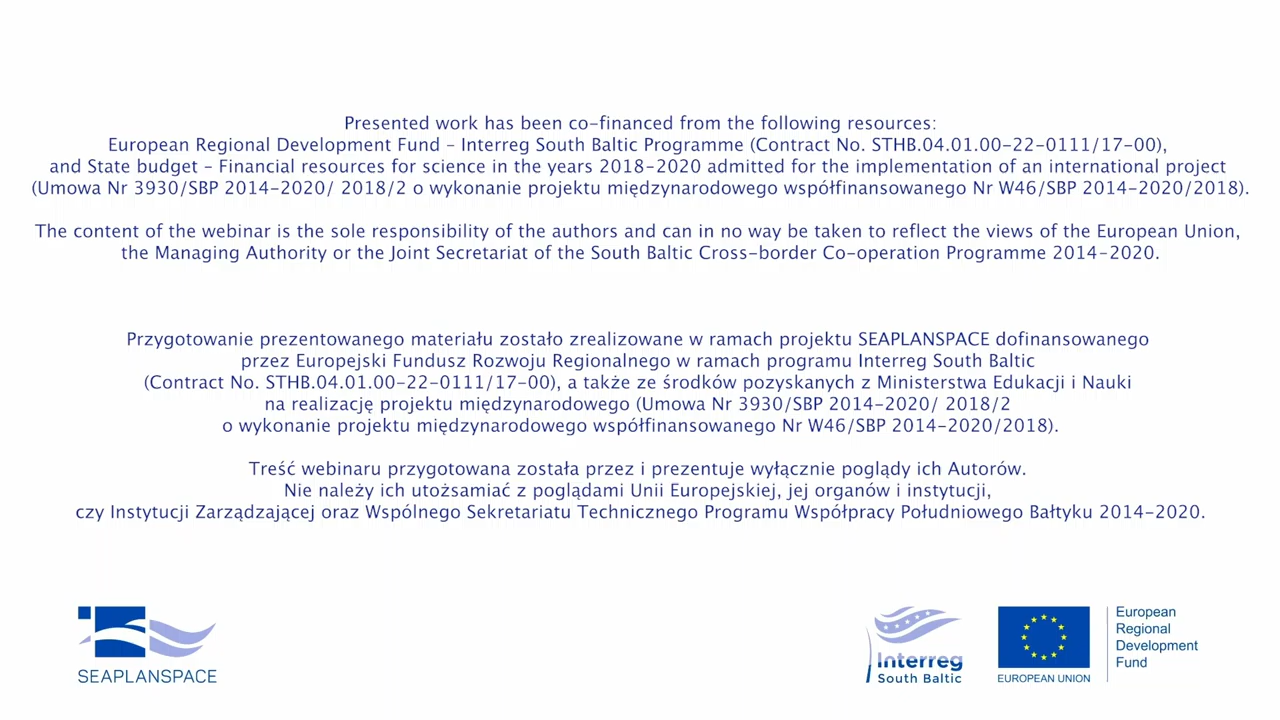 Presented work has been co-financed from the following resources:
European Regional Development Fund – Interreg South Baltic Programme (Contract No. STHB.04.01.00-22-0111/17-00),
and State budget – Financial resources for science in the years 2018-2020 admitted for the implementation of an international project
(Umowa Nr 3930/SBP 2014-2020/ 2018/2 o wykonanie projektu międzynarodowego współfinansowanego Nr W46/SBP 2014-2020/2018).
The content of the webinar is the sole responsibility of the authors and can in no way be taken to reflect the views of the European Union,
the Managing Authority or the Joint Secretariat of the South Baltic Cross-border Co-operation Programme 2014-2020.
Przygotowanie prezentowanego materiału zostało zrealizowane w ramach projektu SEAPLANSPACE dofinansowanego
przez Europejski Fundusz Rozwoju Regionalnego w ramach programu Interreg South Baltic
(Contract No. STHB.04.01.00-22-0111/17-00), a także ze środków pozyskanych z Ministerstwa Edukacji i Nauki
na realizację projektu międzynarodowego (Umowa Nr 3930/SBP 2014-2020/ 2018/2
o wykonanie projektu międzynarodowego współfinansowanego Nr W46/SBP 2014-2020/2018).
Treść webinaru przygotowana została przez i prezentuje wyłącznie poglądy ich Autorów.
Nie należy ich utożsamiać z poglądami Unii Europejskiej, jej organów i instytucji,
czy Instytucji Zarządzającej oraz Wspólnego Sekretariatu Technicznego Programu Współpracy Południowego Bałtyku 2014-2020.
SEAPLANSPACE
Interreg
South Baltic
EUROPEAN UNION
European
Regional
Development
Fund